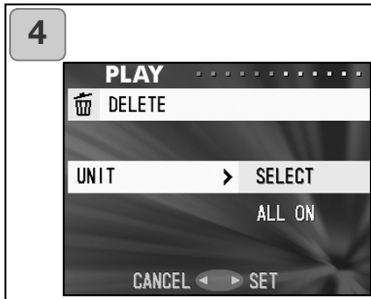 4
PLAY
DELETE
UNIT > SELECT
ALL ON
CANCEL ◄ ► SET